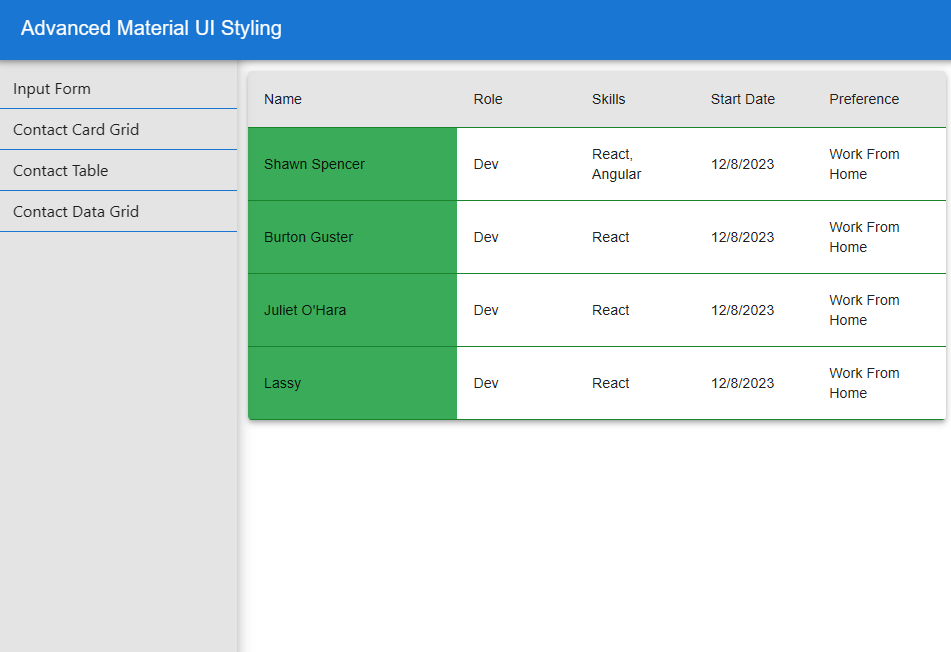 Advanced Material UI Styling
Input Form
Contact Card Grid
Contact Table
Contact Data Grid
Name Role Skills Start Date Preference
Shawn Spencer Dev React, Angular 12/8/2023 Work From Home
Burton Guster Dev React 12/8/2023 Work From Home
Juliet O'Hara Dev React 12/8/2023 Work From Home
Lassy Dev React 12/8/2023 Work From Home